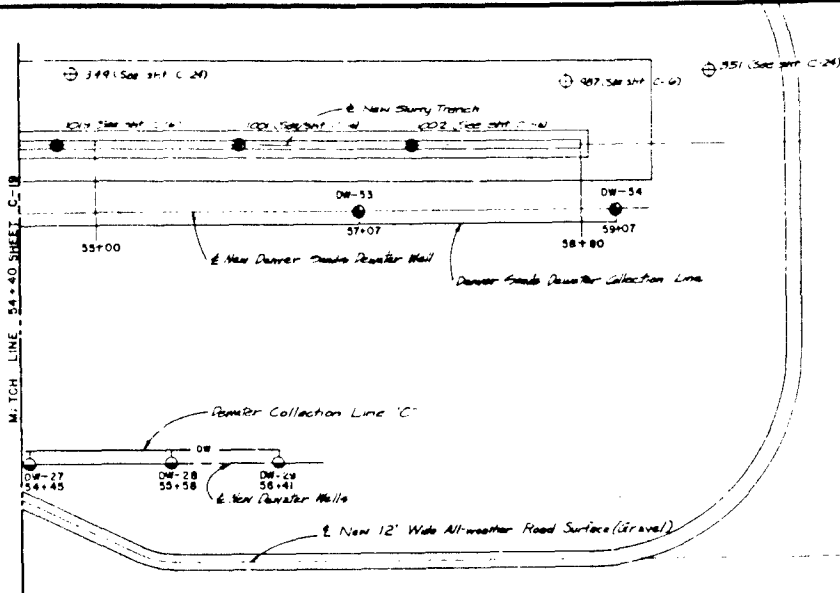 349 (See sht C-24)
987 (See sht C-6)
951 (See sht C-24)
℄ New Slurry Trench
1001 (See sht
1002 (See sht
DW-53
57+07
DW-54
59+07
55+00
58+80
℄ New Denver Sands Dewater Well
Denver Sands Dewater Collection Line
MATCH LINE 54+40 SHEET C-19
Dewater Collection Line "C"
DW
DW-27
54+45
DW-28
55+58
DW-29
56+41
℄ New Dewater Wells
℄ New 12' Wide All-weather Road Surface (Gravel)